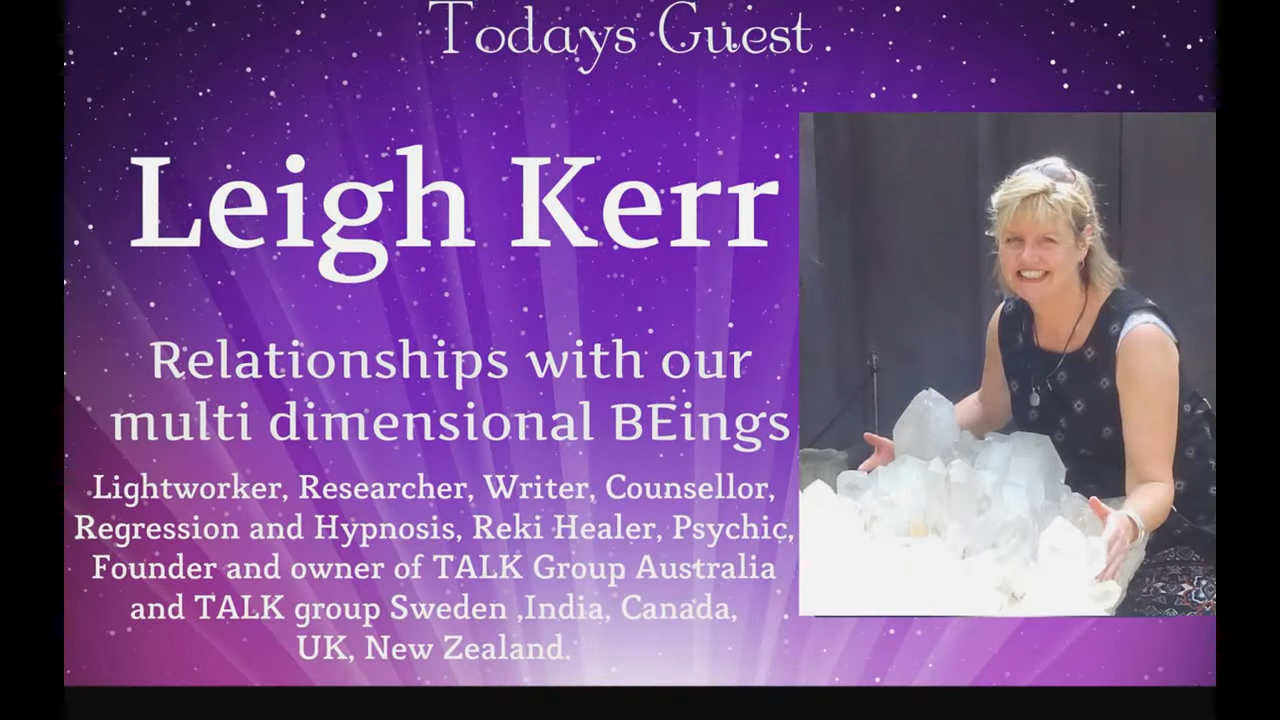 Todays Guest
Leigh Kerr
Relationships with our
multi dimensional BEings
Lightworker, Researcher, Writer, Counsellor,
Regression and Hypnosis, Reki Healer, Psychic,
Founder and owner of TALK Group Australia
and TALK group Sweden ,India, Canada,
UK, New Zealand.